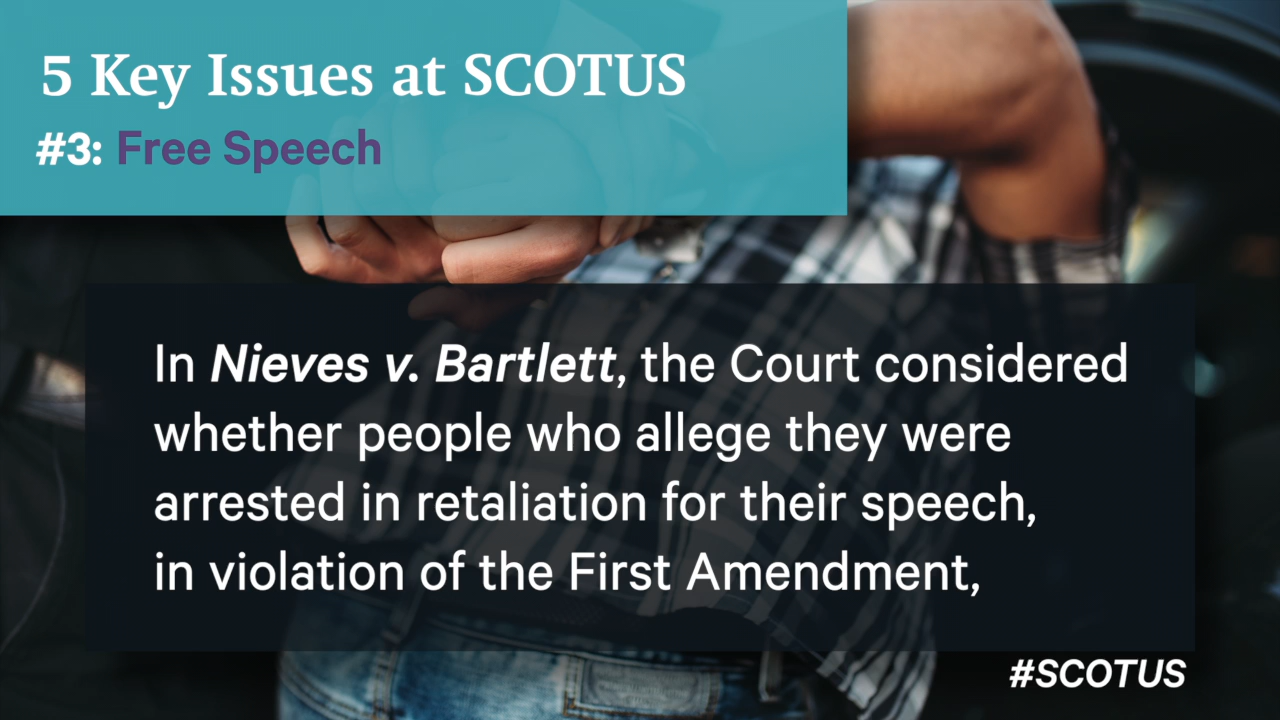 5 Key Issues at SCOTUS
#3: Free Speech
In Nieves v. Bartlett, the Court considered
whether people who allege they were
arrested in retaliation for their speech,
in violation of the First Amendment,
#SCOTUS